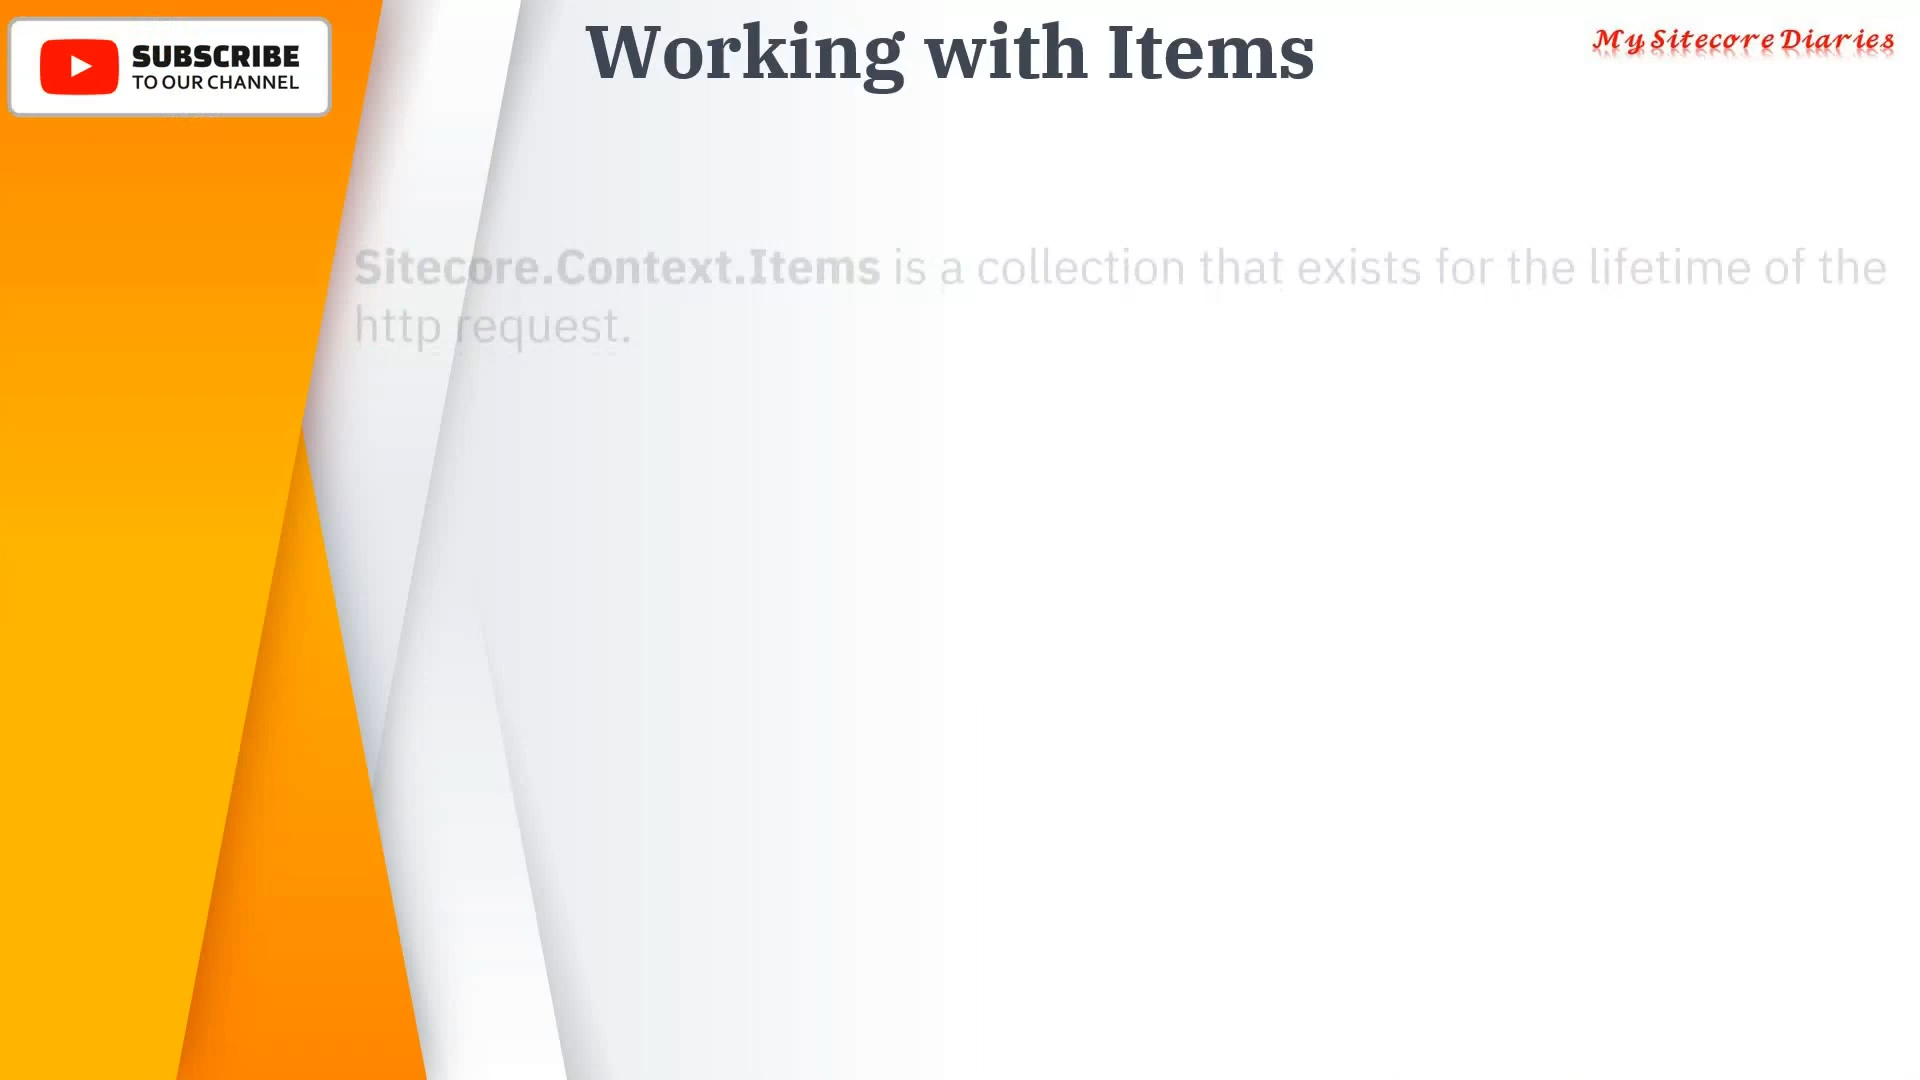 SUBSCRIBE
TO OUR CHANNEL
Working with Items
My Sitecore Diaries
Sitecore.Context.Items is a collection that exists for the lifetime of the
http request.